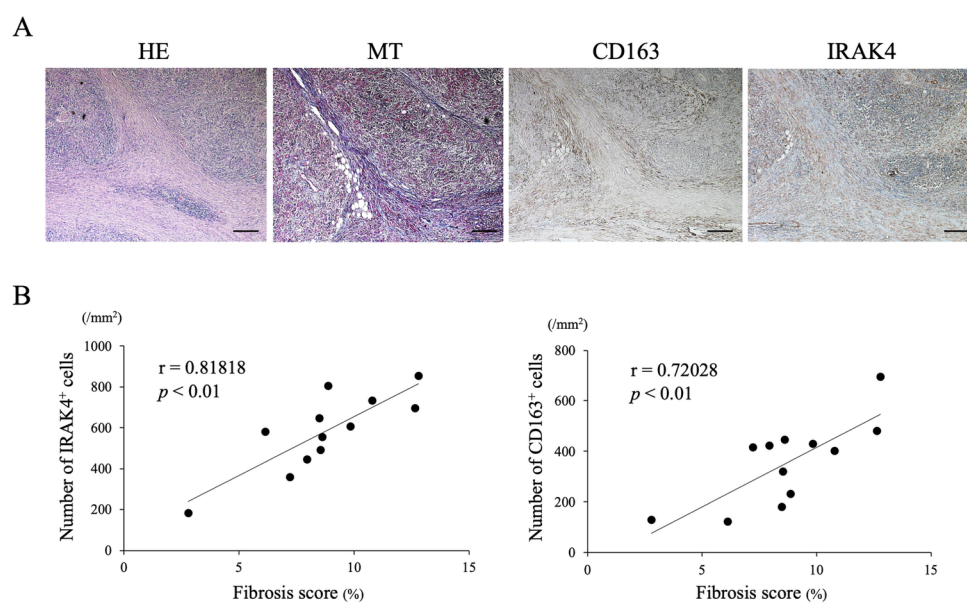 A
HE MT CD163 IRAK4
B
(/mm²)
Number of IRAK4⁺ cells
1000
800
600
400
200
0
r = 0.81818
p < 0.01
0 5 10 15
Fibrosis score (%)
(/mm²)
Number of CD163⁺ cells
800
600
400
200
0
r = 0.72028
p < 0.01
0 5 10 15
Fibrosis score (%)